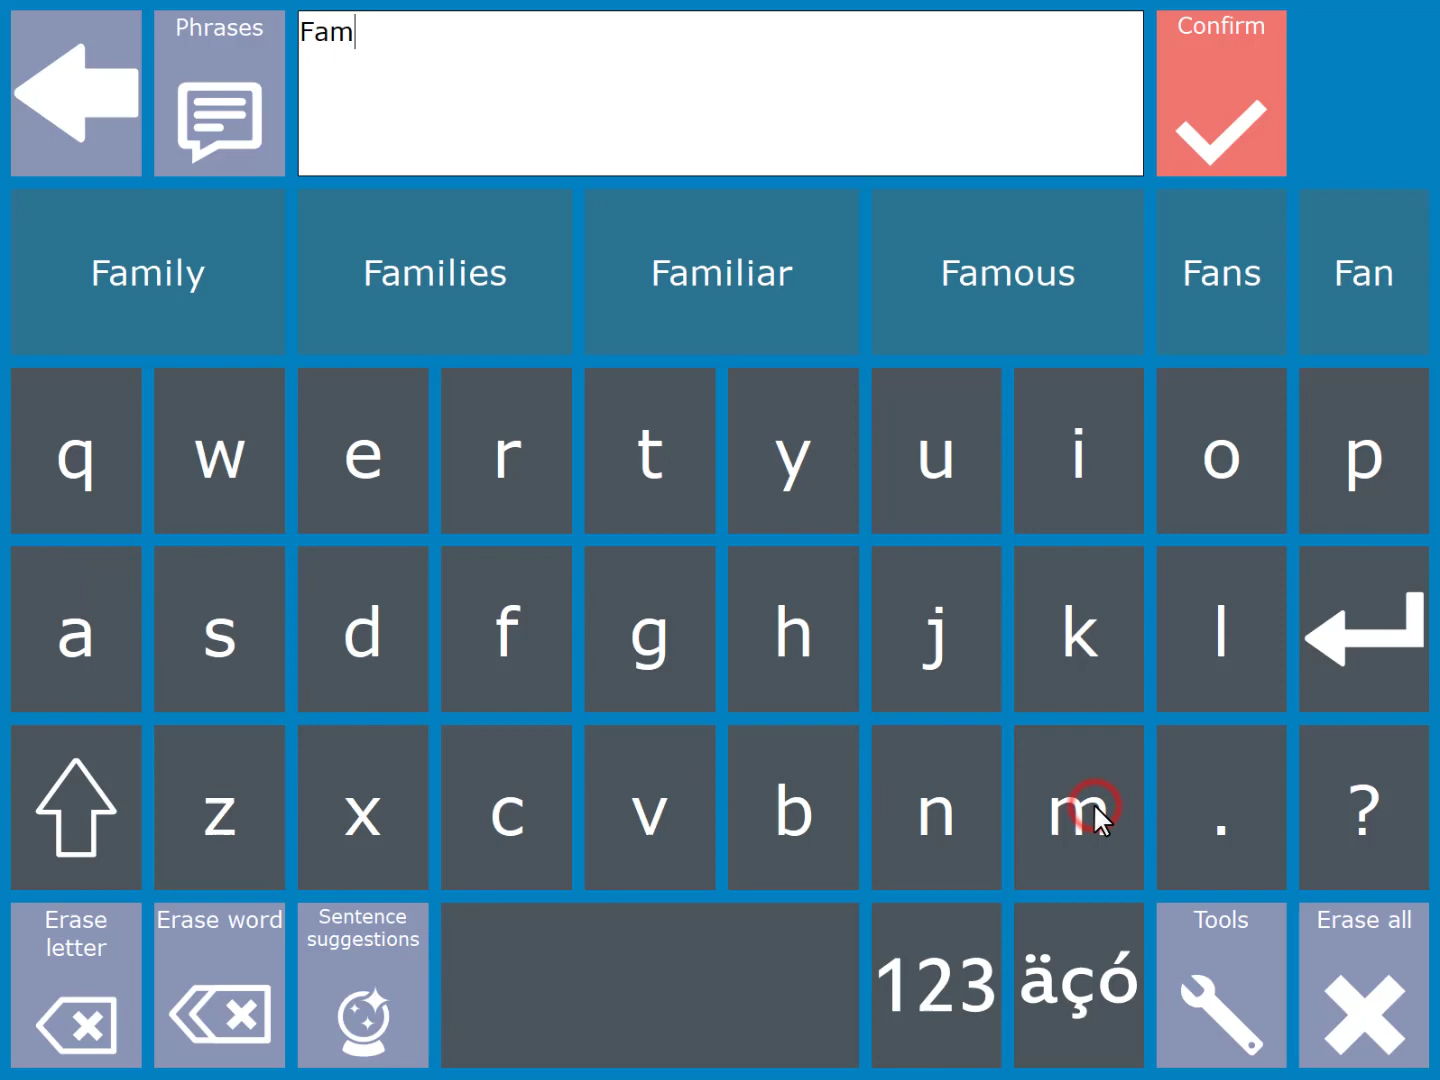 Phrases
Fam
Confirm
Family Families Familiar Famous Fans Fan
q w e r t y u i o p
a s d f g h j k l
z x c v b n m . ?
Erase
letter
Erase word
Sentence
suggestions
123
äçó
Tools
Erase all